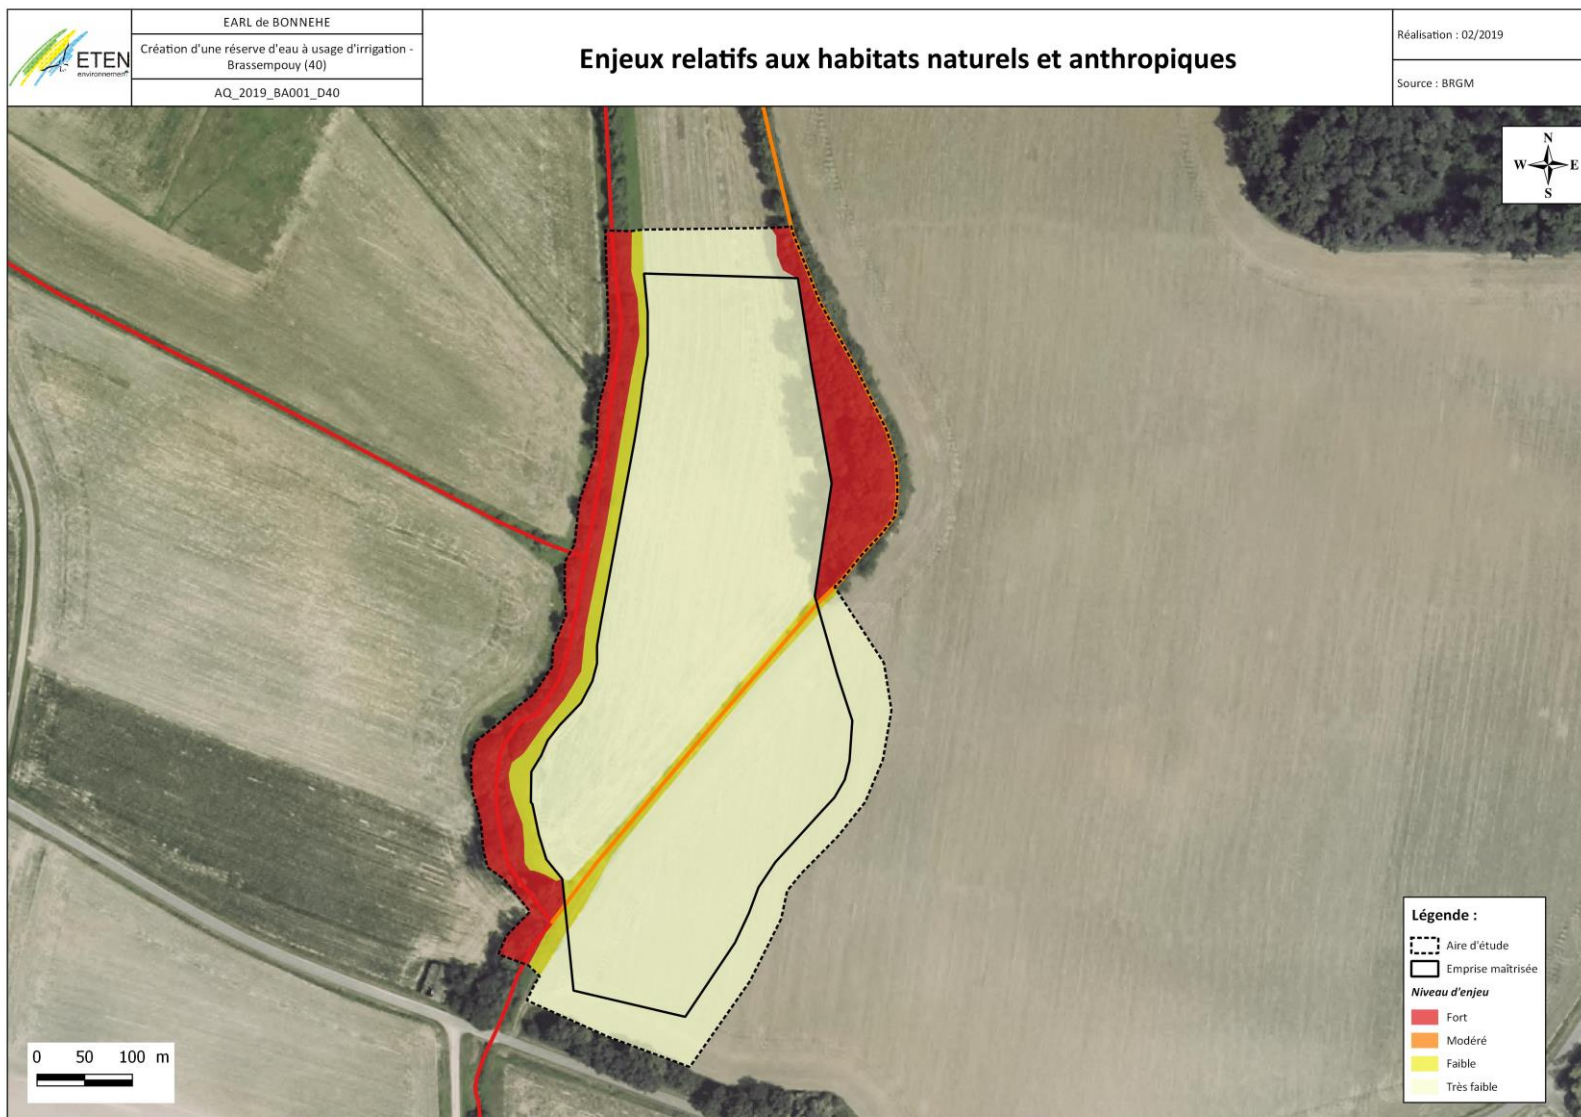 ETEN
environnement
EARL de BONNEHE
Création d'une réserve d'eau à usage d'irrigation -
Brassempouy (40)
AQ_2019_BA001_D40
Enjeux relatifs aux habitats naturels et anthropiques
Réalisation : 02/2019
Source : BRGM
N
W E
S
Légende :
Aire d'étude
Emprise maîtrisée
Niveau d'enjeu
Fort
Modéré
Faible
Très faible
0 50 100 m